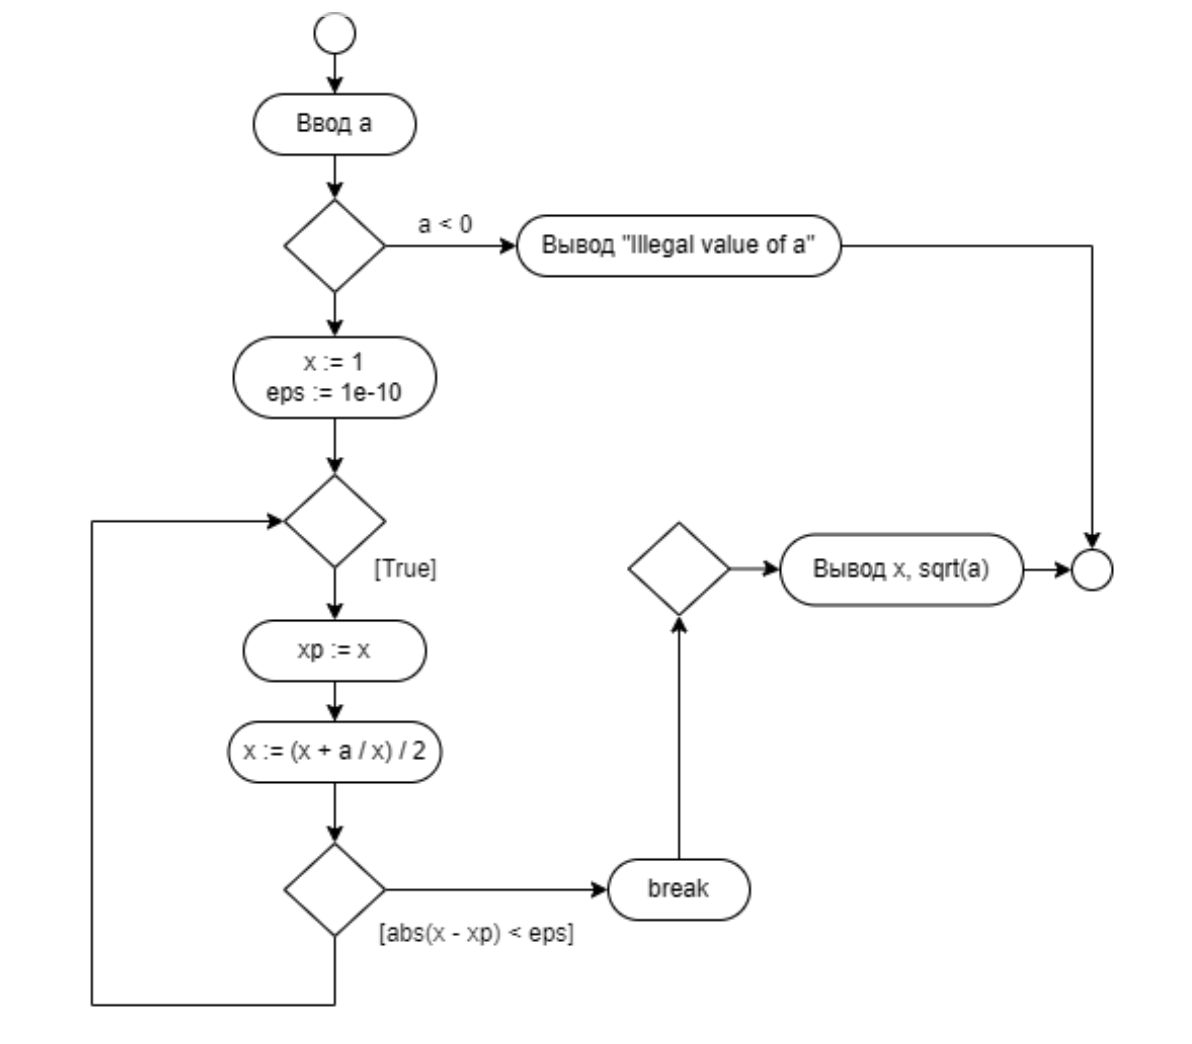 Ввод a
a < 0
Вывод "Illegal value of a"
x := 1
eps := 1e-10
[True]
xp := x
x := (x + a / x) / 2
[abs(x - xp) < eps]
break
Вывод x, sqrt(a)